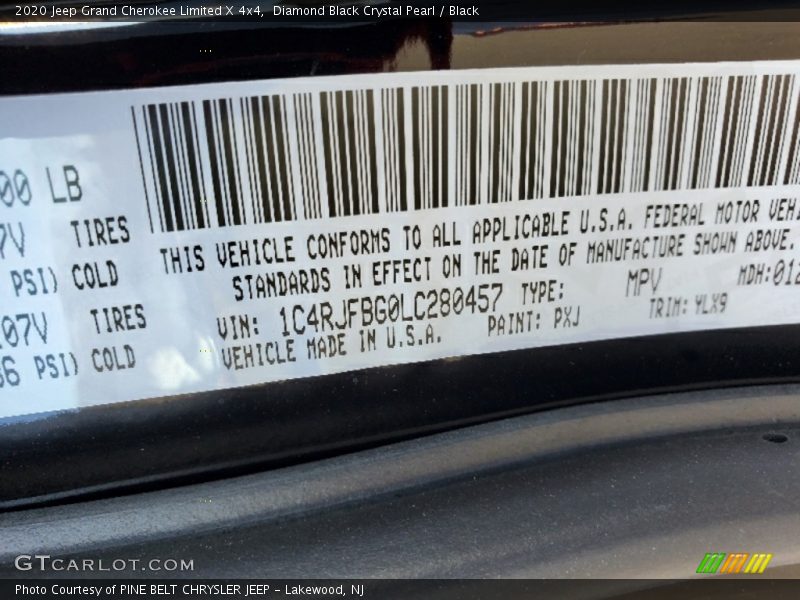 2020 Jeep Grand Cherokee Limited X 4x4,  Diamond Black Crystal Pearl / Black
00 LB
7V TIRES
PSI) COLD
07V TIRES
36 PSI) COLD
THIS VEHICLE CONFORMS TO ALL APPLICABLE U.S.A. FEDERAL MOTOR VEHI
STANDARDS IN EFFECT ON THE DATE OF MANUFACTURE SHOWN ABOVE.
VIN: 1C4RJFBG0LC280457 TYPE: MPV MDH:012
VEHICLE MADE IN U.S.A. PAINT: PXJ TRIM: YLX9
GTCARLOT.COM
Photo Courtesy of PINE BELT CHRYSLER JEEP – Lakewood, NJ